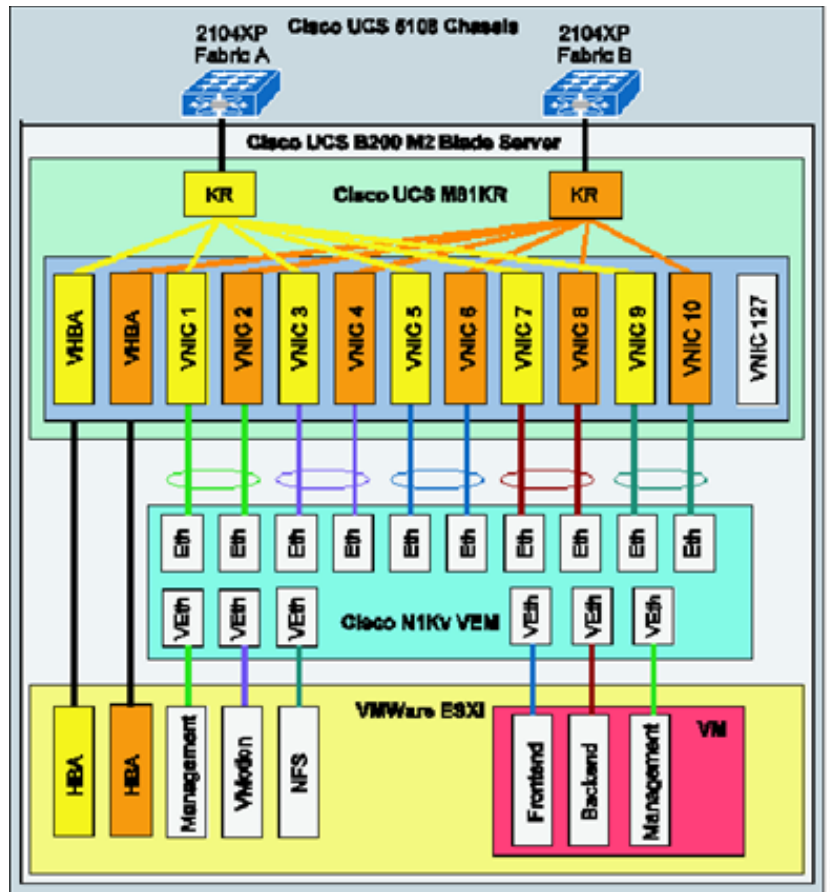 Cisco UCS 5108 Chassis
2104XP
Fabric A
2104XP
Fabric B
Cisco UCS B200 M2 Blade Server
KR
Cisco UCS M81KR
KR
VHBA
VHBA
VNIC 1
VNIC 2
VNIC 3
VNIC 4
VNIC 5
VNIC 6
VNIC 7
VNIC 8
VNIC 9
VNIC 10
VNIC 127
Eth
Eth
Eth
Eth
Eth
Eth
Eth
Eth
Eth
Eth
VEth
VEth
VEth
Cisco N1Kv VEM
VEth
VEth
VEth
VMWare ESXi
VM
HBA
HBA
Management
VMotion
NFS
Frontend
Backend
Management